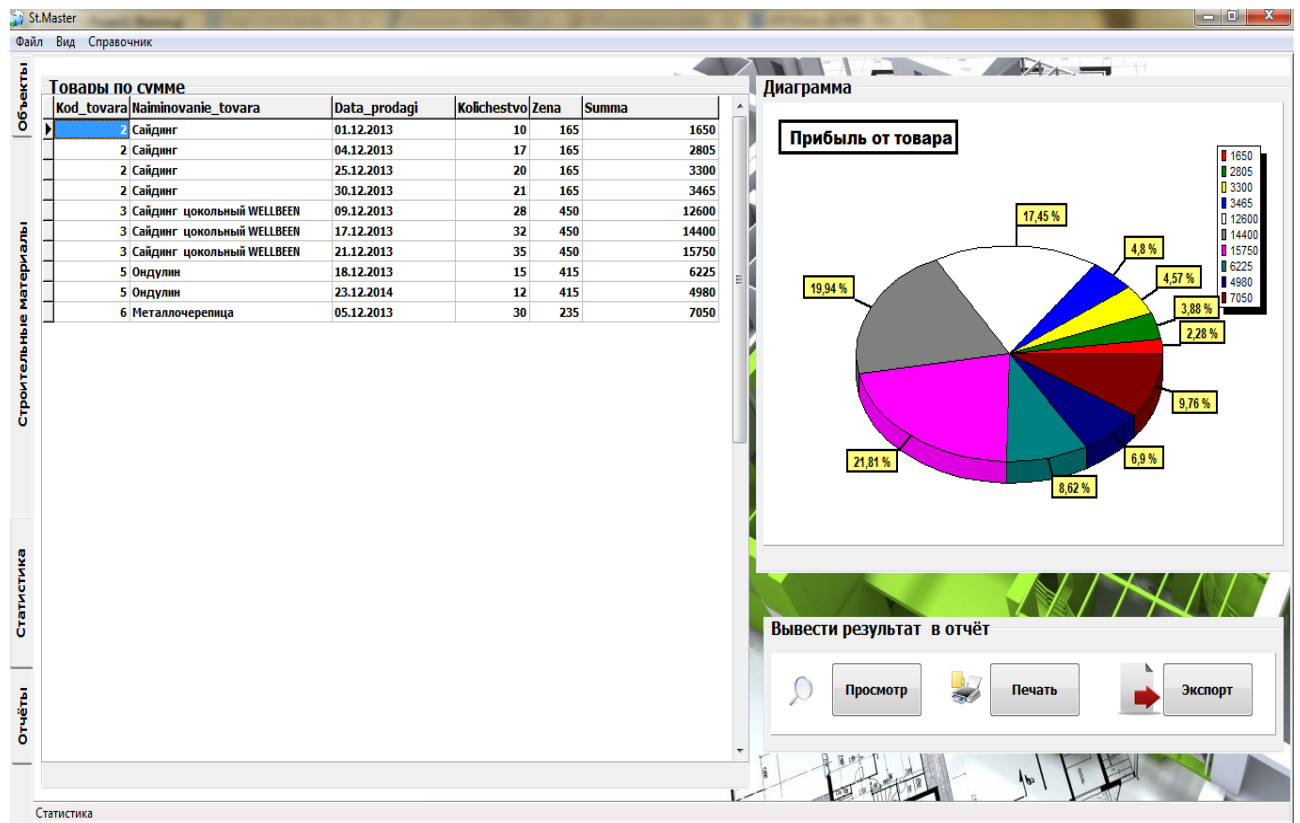 St.Master
Файл Вид Справочник
Объекты
Строительные материалы
Статистика
Отчёты
Товары по сумме
Kod_tovara Naiminovanie_tovara Data_prodagi Kolichestvo Zena Summa
2 Сайдинг 01.12.2013 10 165 1650
2 Сайдинг 04.12.2013 17 165 2805
2 Сайдинг 25.12.2013 20 165 3300
2 Сайдинг 30.12.2013 21 165 3465
3 Сайдинг цокольный WELLBEEN 09.12.2013 28 450 12600
3 Сайдинг цокольный WELLBEEN 17.12.2013 32 450 14400
3 Сайдинг цокольный WELLBEEN 21.12.2013 35 450 15750
5 Ондулин 18.12.2013 15 415 6225
5 Ондулин 23.12.2014 12 415 4980
6 Металлочерепица 05.12.2013 30 235 7050
Диаграмма
Прибыль от товара
1650
2805
3300
3465
12600
14400
15750
6225
4980
7050
17,45 %
4,8 %
4,57 %
3,88 %
2,28 %
19,94 %
9,76 %
6,9 %
21,81 %
8,62 %
Вывести результат в отчёт
Просмотр Печать Экспорт
Статистика